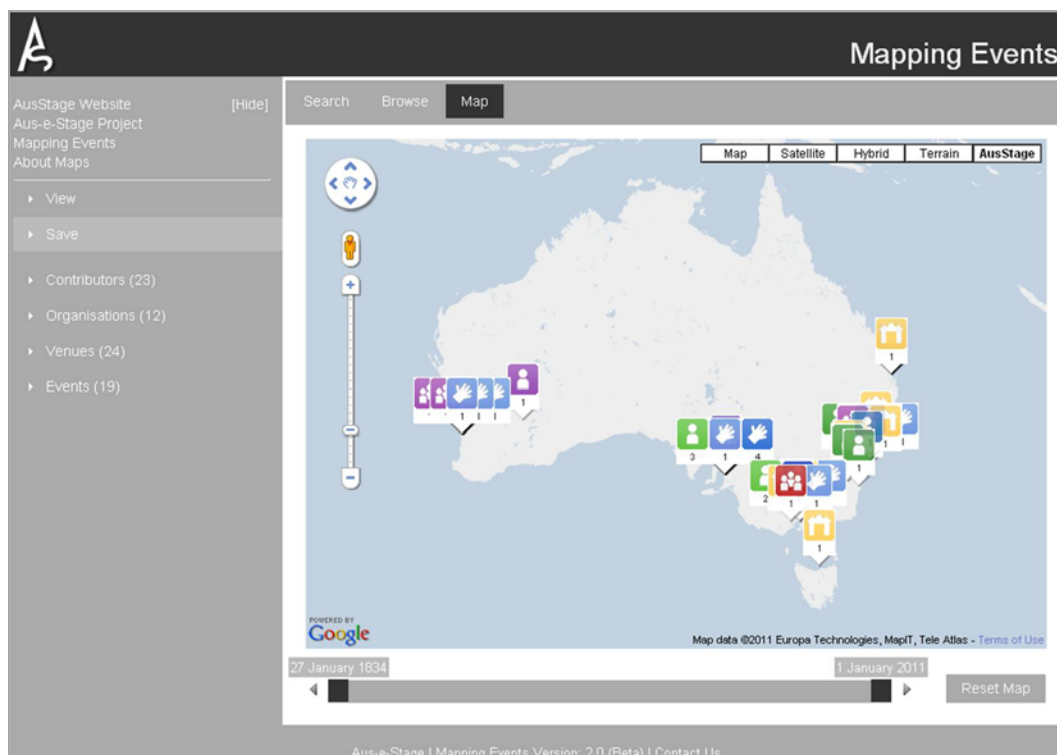 Mapping Events
AusStage Website [Hide]
Aus-e-Stage Project
Mapping Events
About Maps
View
Save
Contributors (23)
Organisations (12)
Venues (24)
Events (19)
Search Browse Map
Map Satellite Hybrid Terrain AusStage
1
1
1
3 1 4
1 1
2 1 1
1
POWERED BY
Google
Map data ©2011 Europa Technologies, MapIT, Tele Atlas - Terms of Use
27 January 1834 1 January 2011
Reset Map
Aus-e-Stage | Mapping Events Version: 2.0 (Beta) | Contact Us